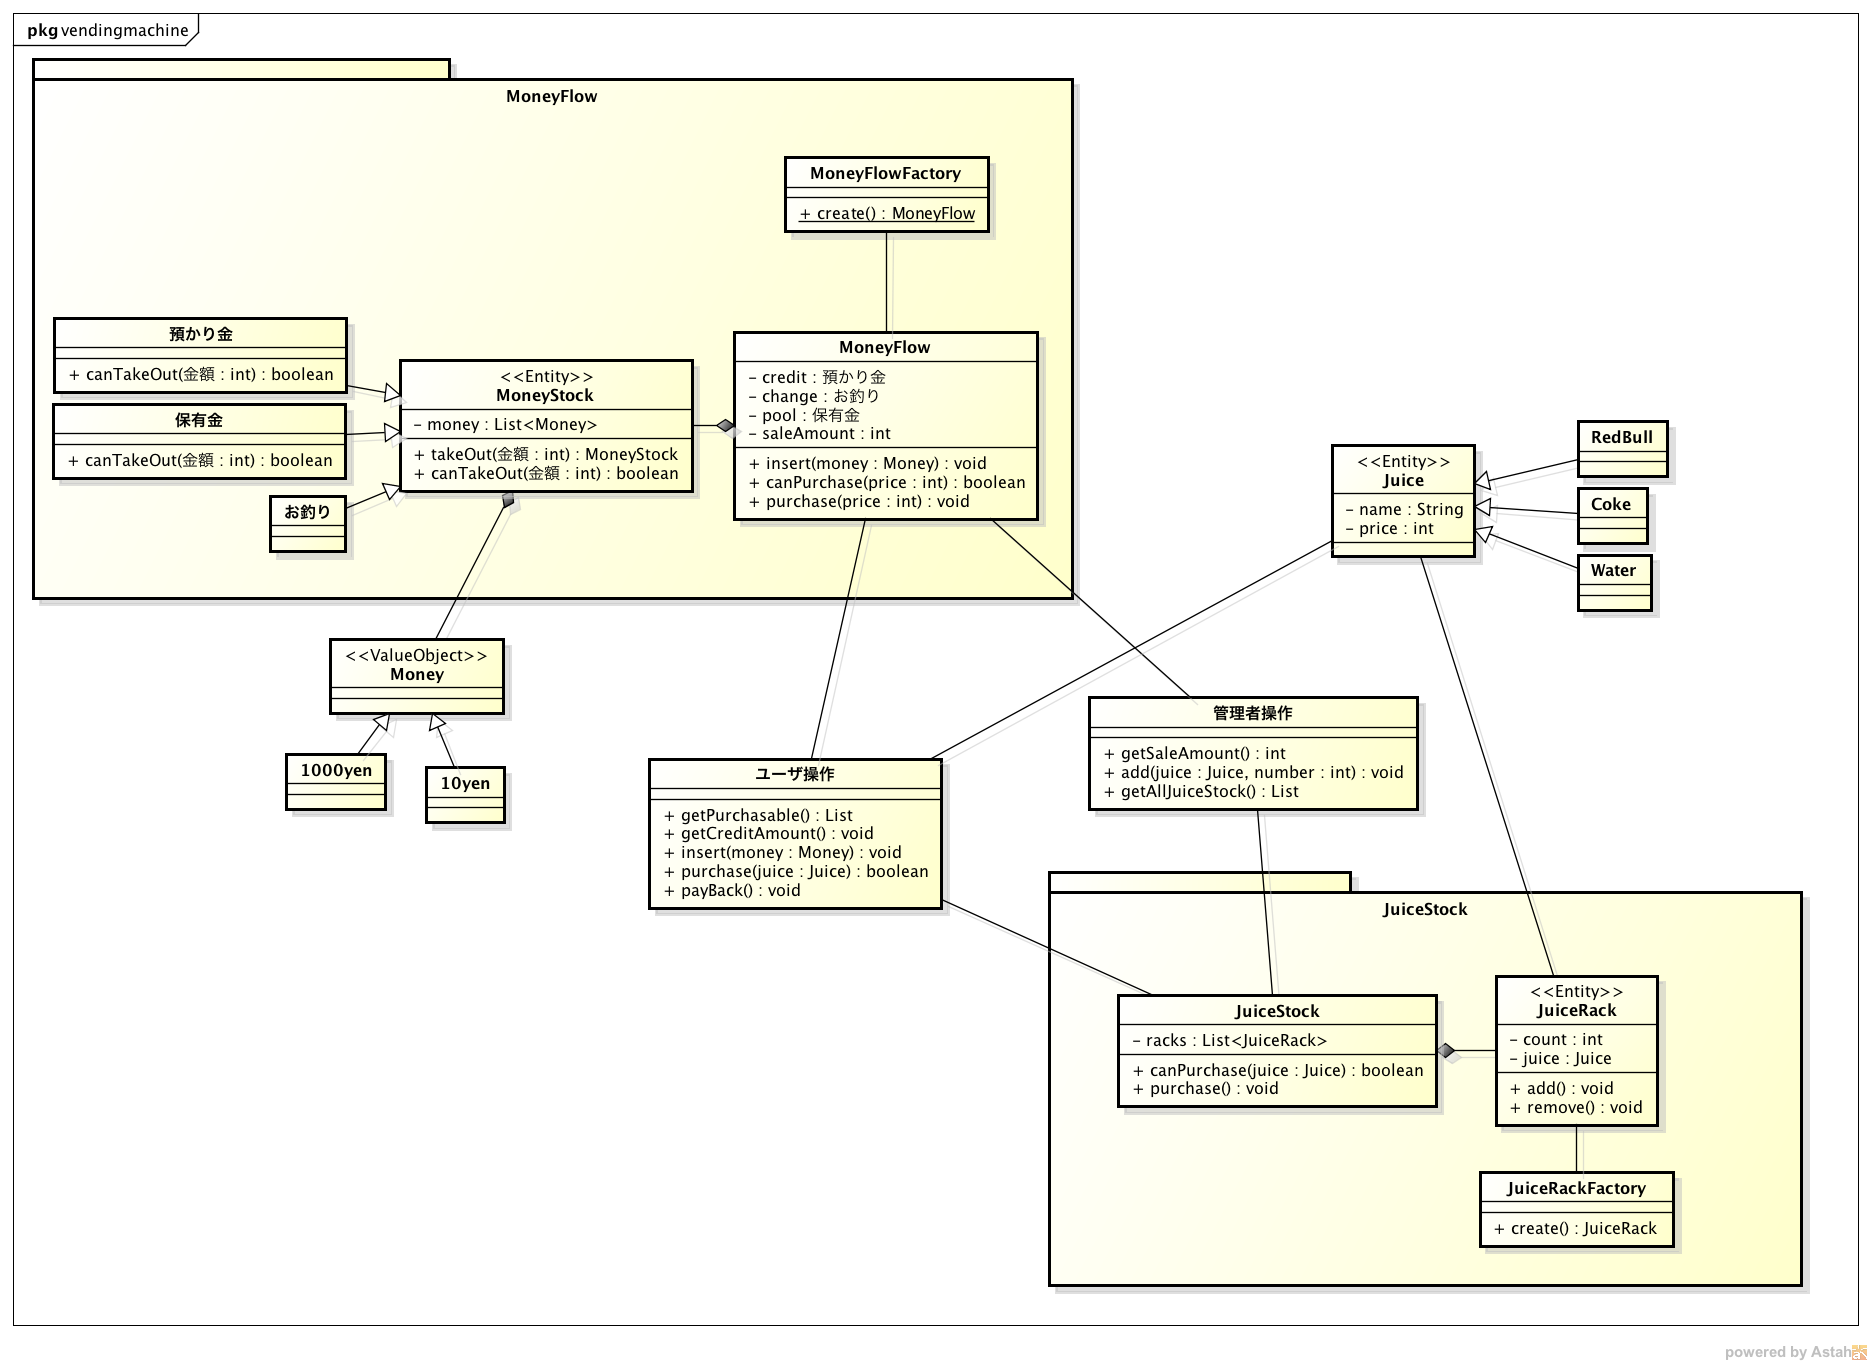 pkg vendingmachine
MoneyFlow
MoneyFlowFactory
+ create() : MoneyFlow
預かり金
+ canTakeOut(金額 : int) : boolean
保有金
+ canTakeOut(金額 : int) : boolean
お釣り
<<Entity>>
MoneyStock
- money : List<Money>
+ takeOut(金額 : int) : MoneyStock
+ canTakeOut(金額 : int) : boolean
MoneyFlow
- credit : 預かり金
- change : お釣り
- pool : 保有金
- saleAmount : int
+ insert(money : Money) : void
+ canPurchase(price : int) : boolean
+ purchase(price : int) : void
<<Entity>>
Juice
- name : String
- price : int
RedBull
Coke
Water
<<ValueObject>>
Money
1000yen
10yen
ユーザ操作
+ getPurchasable() : List
+ getCreditAmount() : void
+ insert(money : Money) : void
+ purchase(juice : Juice) : boolean
+ payBack() : void
管理者操作
+ getSaleAmount() : int
+ add(juice : Juice, number : int) : void
+ getAllJuiceStock() : List
JuiceStock
JuiceStock
- racks : List<JuiceRack>
+ canPurchase(juice : Juice) : boolean
+ purchase() : void
<<Entity>>
JuiceRack
- count : int
- juice : Juice
+ add() : void
+ remove() : void
JuiceRackFactory
+ create() : JuiceRack
powered by Astah